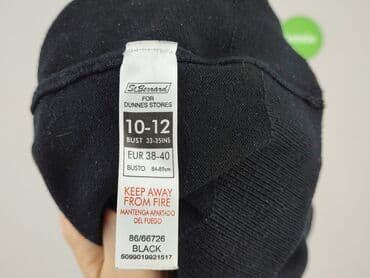 St. Bernard
FOR
DUNNES STORES
10-12
BUST 33-35INS
EUR 38-40
BUSTO 84-89cm
KEEP AWAY
FROM FIRE
MANTENGA APARTADO
DEL FUEGO
86/66726
BLACK
5099019921517